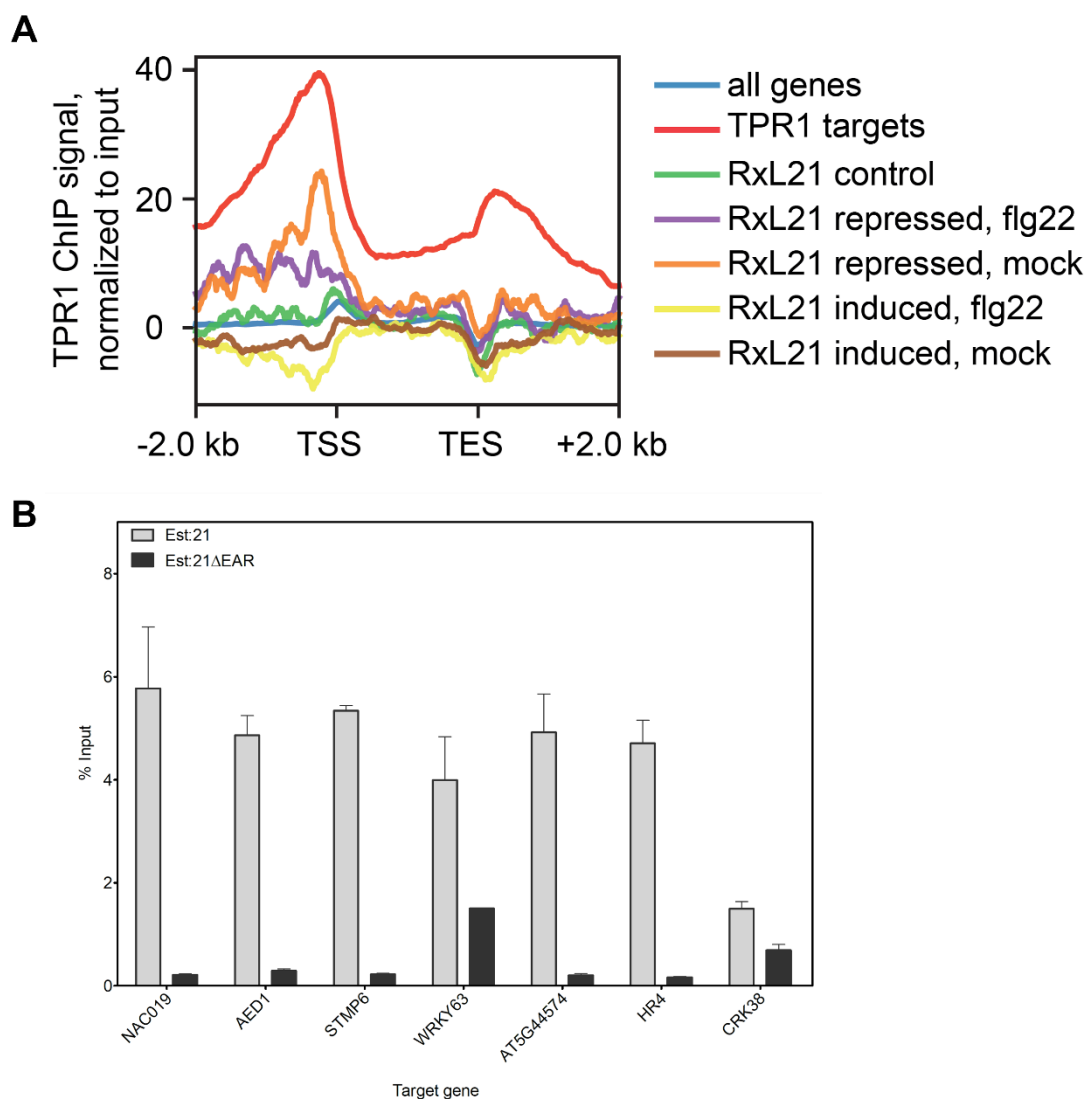 A
TPR1 ChIP signal,
normalized to input
40
20
0
-2.0 kb
TSS
TES
+2.0 kb
all genes
TPR1 targets
RxL21 control
RxL21 repressed, flg22
RxL21 repressed, mock
RxL21 induced, flg22
RxL21 induced, mock
B
Est:21
Est:21ΔEAR
% Input
8
6
4
2
0
NAC019
AED1
STMP6
WRKY63
AT5G44574
HR4
CRK38
Target gene